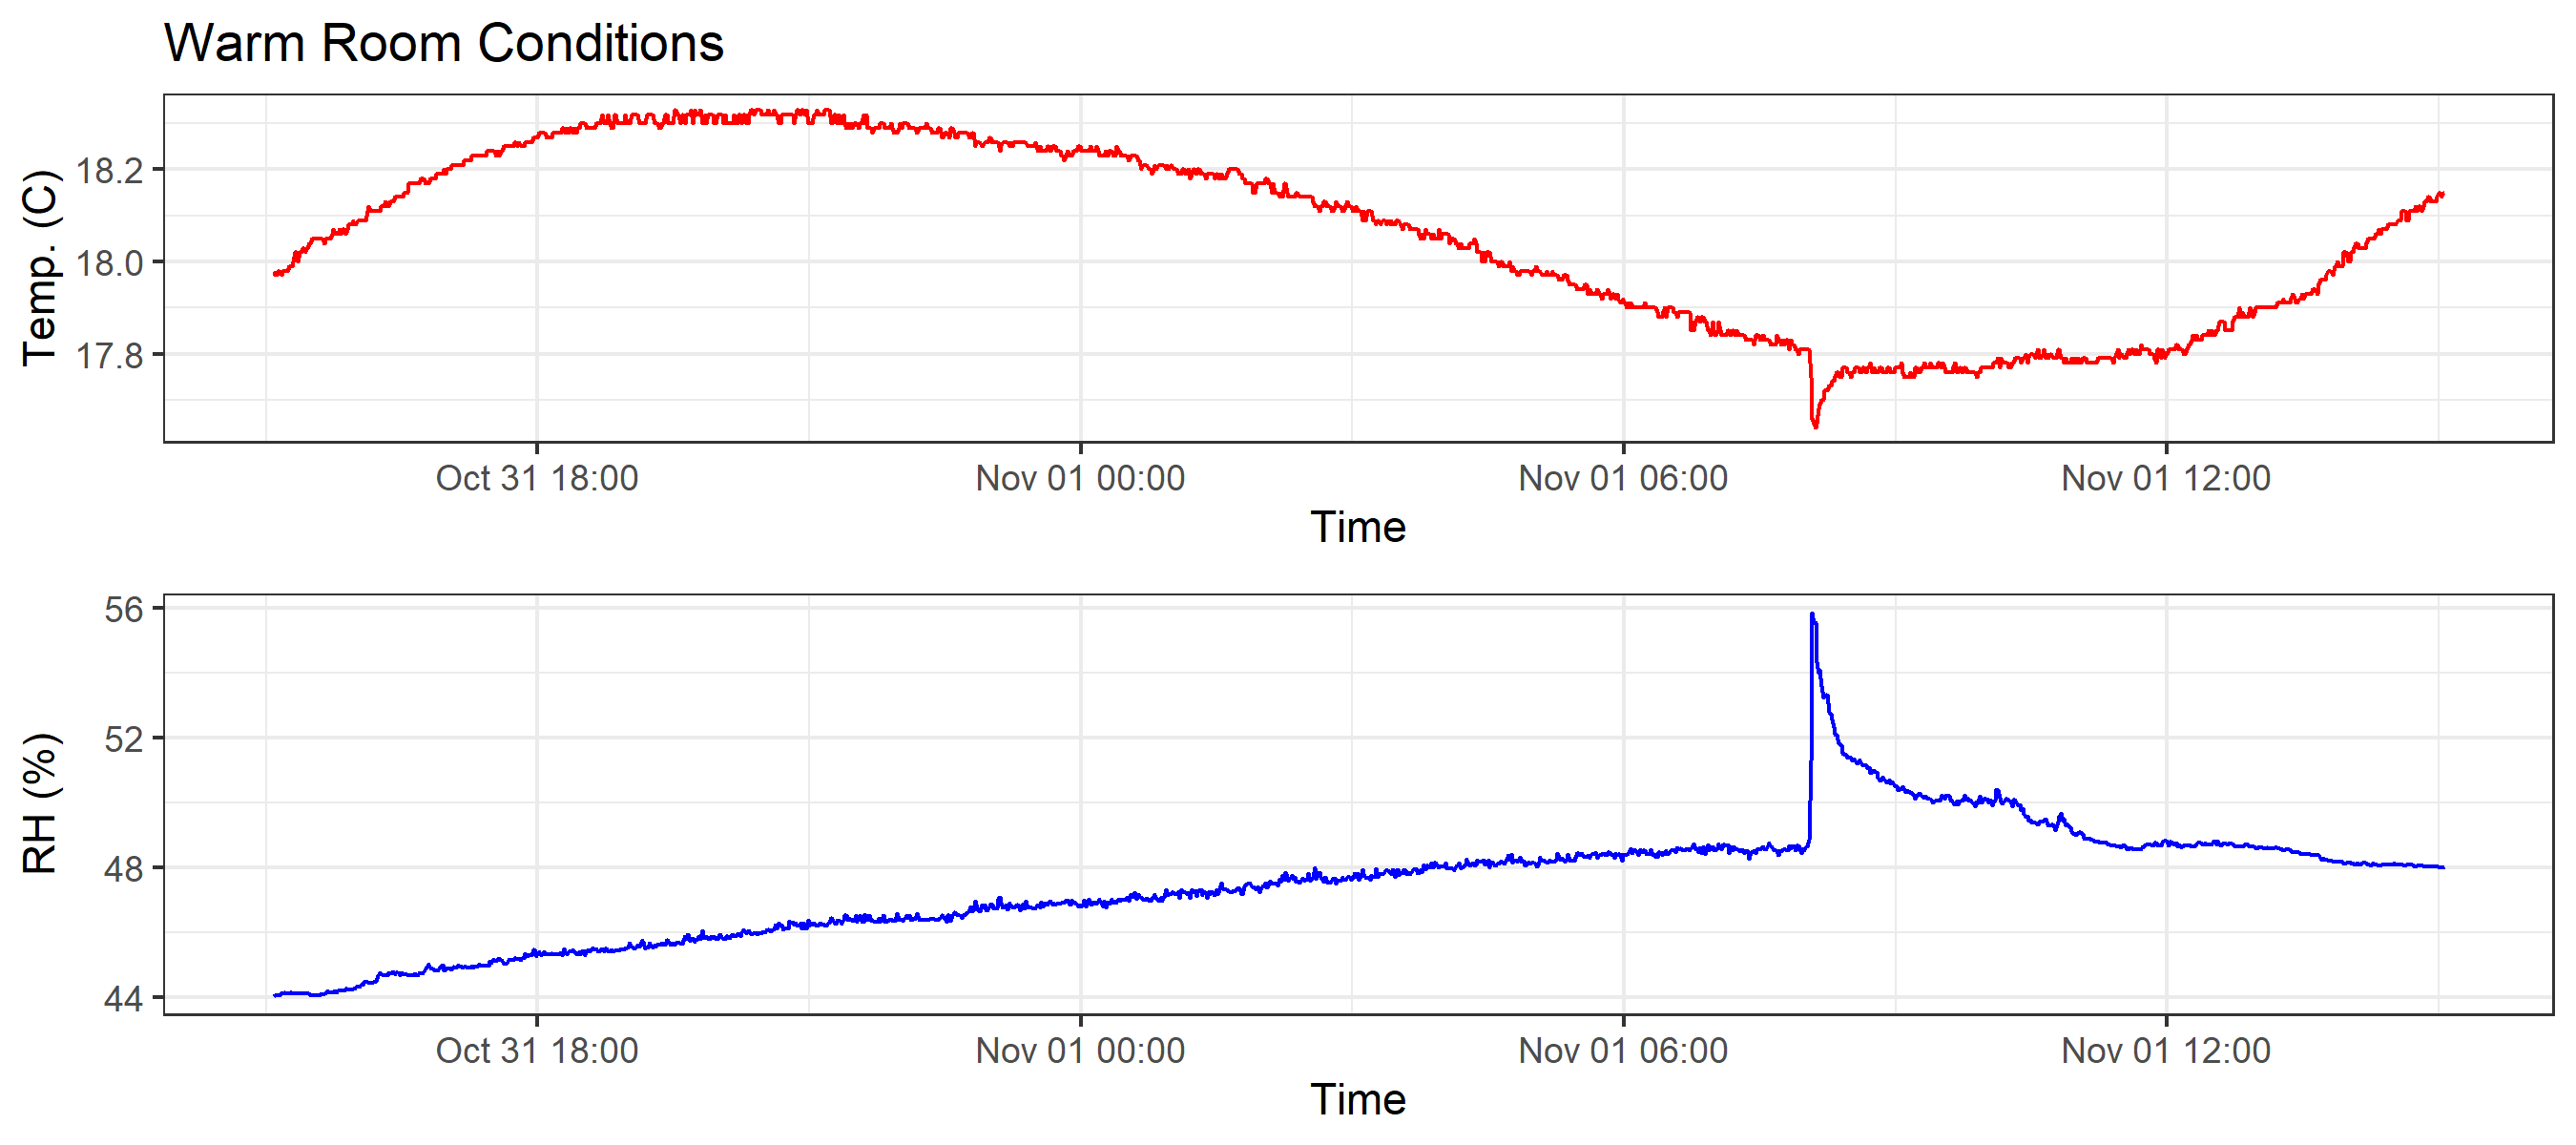 Warm Room Conditions
Temp. (C)
18.2
18.0
17.8
Oct 31 18:00 Nov 01 00:00 Nov 01 06:00 Nov 01 12:00
Time
RH (%)
56
52
48
44
Oct 31 18:00 Nov 01 00:00 Nov 01 06:00 Nov 01 12:00
Time